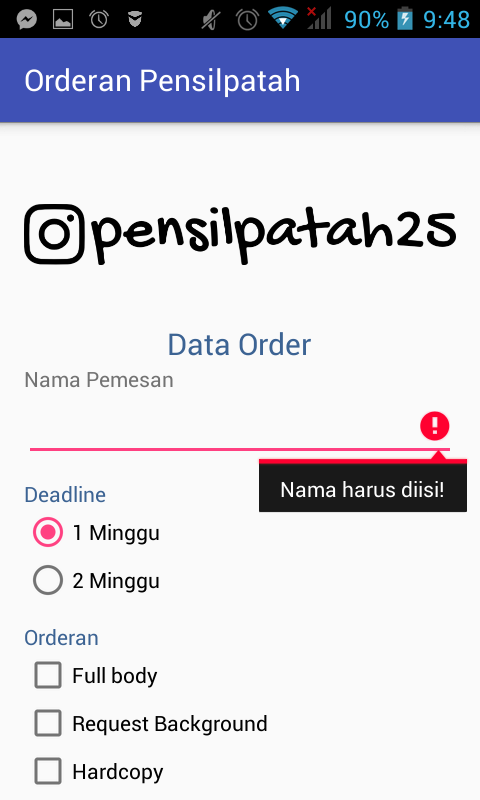 90% 9:48
Orderan Pensilpatah
pensilpatah25
Data Order
Nama Pemesan
Nama harus diisi!
Deadline
1 Minggu
2 Minggu
Orderan
Full body
Request Background
Hardcopy